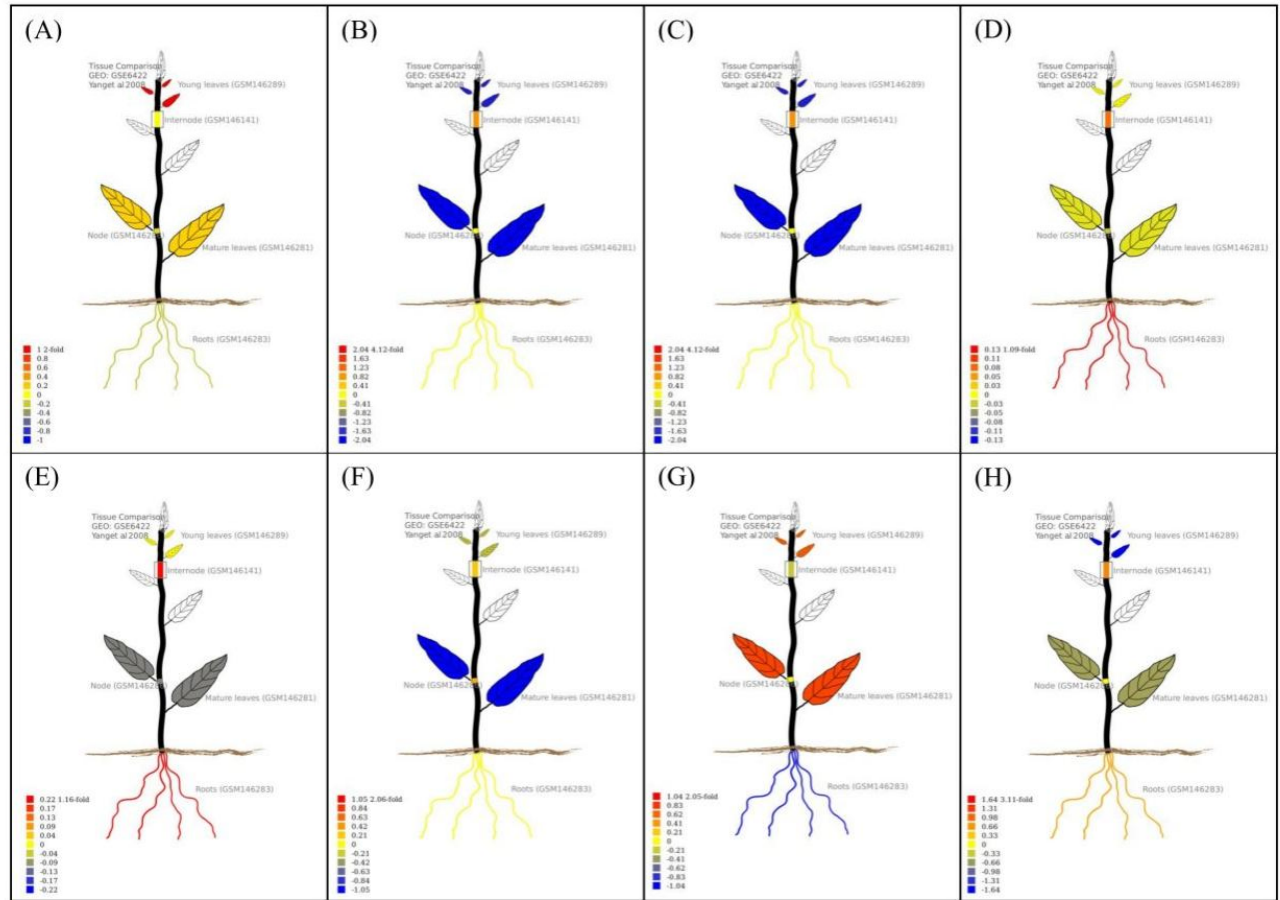 (A)
Tissue Comparison
GEO: GSE6422
Yanget al 2008
Young leaves (GSM146289)
Internode (GSM146141)
Node (GSM14628
Mature leaves (GSM146281)
Roots (GSM146283)
1 2-fold
0.8
0.6
0.4
0.2
0
-0.2
-0.4
-0.6
-0.8
-1
(B)
Tissue Comparison
GEO: GSE6422
Yanget al 2008
Young leaves (GSM146289)
Internode (GSM146141)
Node (GSM14628
Mature leaves (GSM146281)
Roots (GSM146283)
2.04 4.12-fold
1.63
1.23
0.82
0.41
0
-0.41
-0.82
-1.23
-1.63
-2.04
(C)
Tissue Comparison
GEO: GSE6422
Yanget al 2008
Young leaves (GSM146289)
Internode (GSM146141)
Node (GSM14628
Mature leaves (GSM146281)
Roots (GSM146283)
2.04 4.12-fold
1.63
1.23
0.82
0.41
0
-0.41
-0.82
-1.23
-1.63
-2.04
(D)
Tissue Comparison
GEO: GSE6422
Yanget al 2008
Young leaves (GSM146289)
Internode (GSM146141)
Node (GSM14628
Mature leaves (GSM146281)
Roots (GSM146283)
0.13 1.09-fold
0.11
0.08
0.05
0.03
0
-0.03
-0.05
-0.08
-0.11
-0.13
(E)
Tissue Comparison
GEO: GSE6422
Yanget al 2008
Young leaves (GSM146289)
Internode (GSM146141)
Node (GSM14628
Mature leaves (GSM146281)
Roots (GSM146283)
0.22 1.16-fold
0.17
0.13
0.09
0.04
0
-0.04
-0.09
-0.13
-0.17
-0.22
(F)
Tissue Comparison
GEO: GSE6422
Yanget al 2008
Young leaves (GSM146289)
Internode (GSM146141)
Node (GSM14628
Mature leaves (GSM146281)
Roots (GSM146283)
1.05 2.06-fold
0.84
0.63
0.42
0.21
0
-0.21
-0.42
-0.63
-0.84
-1.05
(G)
Tissue Comparison
GEO: GSE6422
Yanget al 2008
Young leaves (GSM146289)
Internode (GSM146141)
Node (GSM14628
Mature leaves (GSM146281)
Roots (GSM146283)
1.04 2.05-fold
0.83
0.62
0.41
0.21
0
-0.21
-0.41
-0.62
-0.83
-1.04
(H)
Tissue Comparison
GEO: GSE6422
Yanget al 2008
Young leaves (GSM146289)
Internode (GSM146141)
Node (GSM14628
Mature leaves (GSM146281)
Roots (GSM146283)
1.64 3.11-fold
1.31
0.98
0.66
0.33
0
-0.33
-0.66
-0.98
-1.31
-1.64